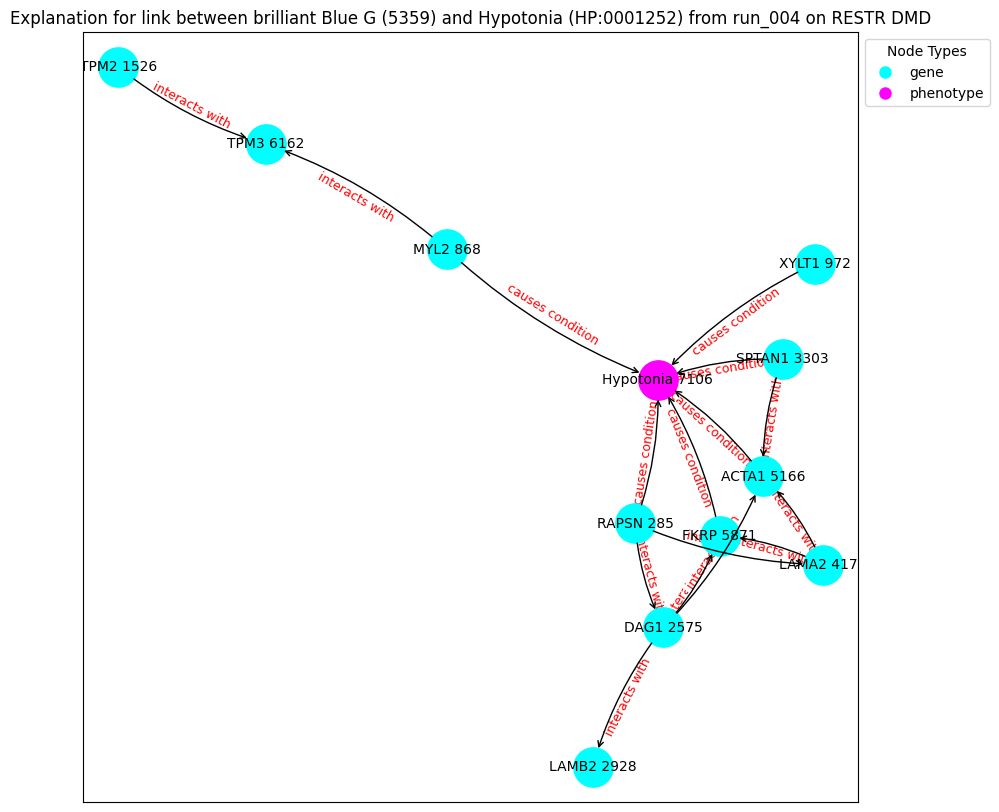 Explanation for link between brilliant Blue G (5359) and Hypotonia (HP:0001252) from run_004 on RESTR DMD
Node Types
gene
phenotype
TPM2 1526
interacts with
TPM3 6162
interacts with
MYL2 868
XYLT1 972
causes condition
causes condition
SPTAN1 3303
causes condition
Hypotonia 7106
interacts with
causes condition
causes condition
causes condition
ACTA1 5166
interacts with
RAPSN 285
FKRP 5871
interacts with
LAMA2 417
interacts with
DAG1 2575
interacts with
LAMB2 2928